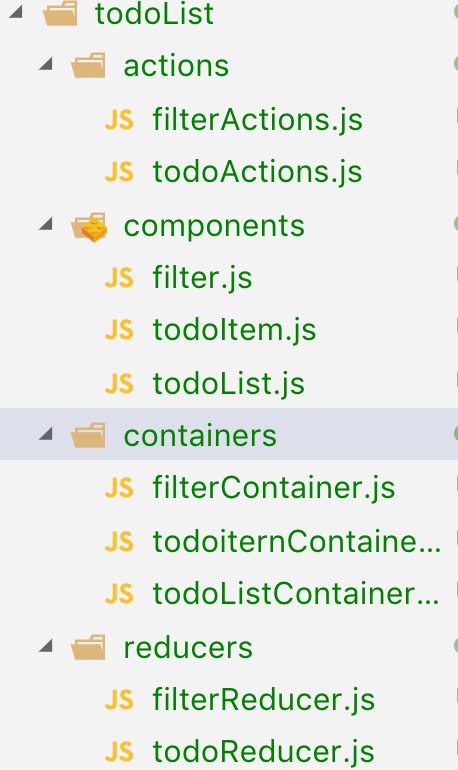 todoList
actions
JS filterActions.js
JS todoActions.js
components
JS filter.js
JS todoItem.js
JS todoList.js
containers
JS filterContainer.js
JS todoiternContaine...
JS todoListContainer...
reducers
JS filterReducer.js
JS todoReducer.js